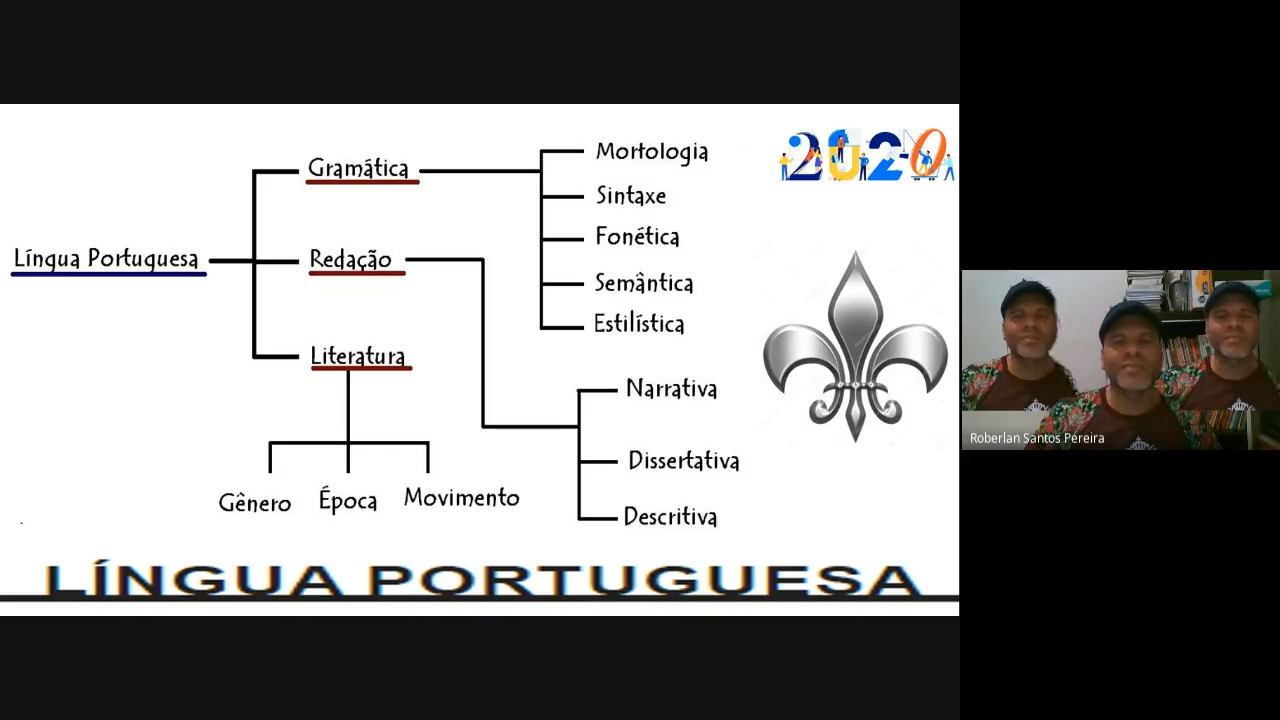 2020
Língua Portuguesa
Gramática
Morfologia
Sintaxe
Fonética
Semântica
Estilística
Redação
Narrativa
Dissertativa
Descritiva
Literatura
Gênero
Época
Movimento
LÍNGUA PORTUGUESA
Roberlan Santos Pereira